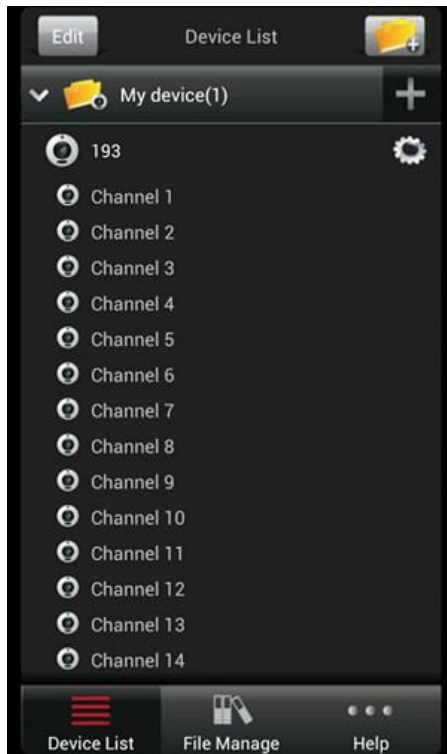 Edit Device List
My device(1)
193
Channel 1
Channel 2
Channel 3
Channel 4
Channel 5
Channel 6
Channel 7
Channel 8
Channel 9
Channel 10
Channel 11
Channel 12
Channel 13
Channel 14
Device List File Manage Help